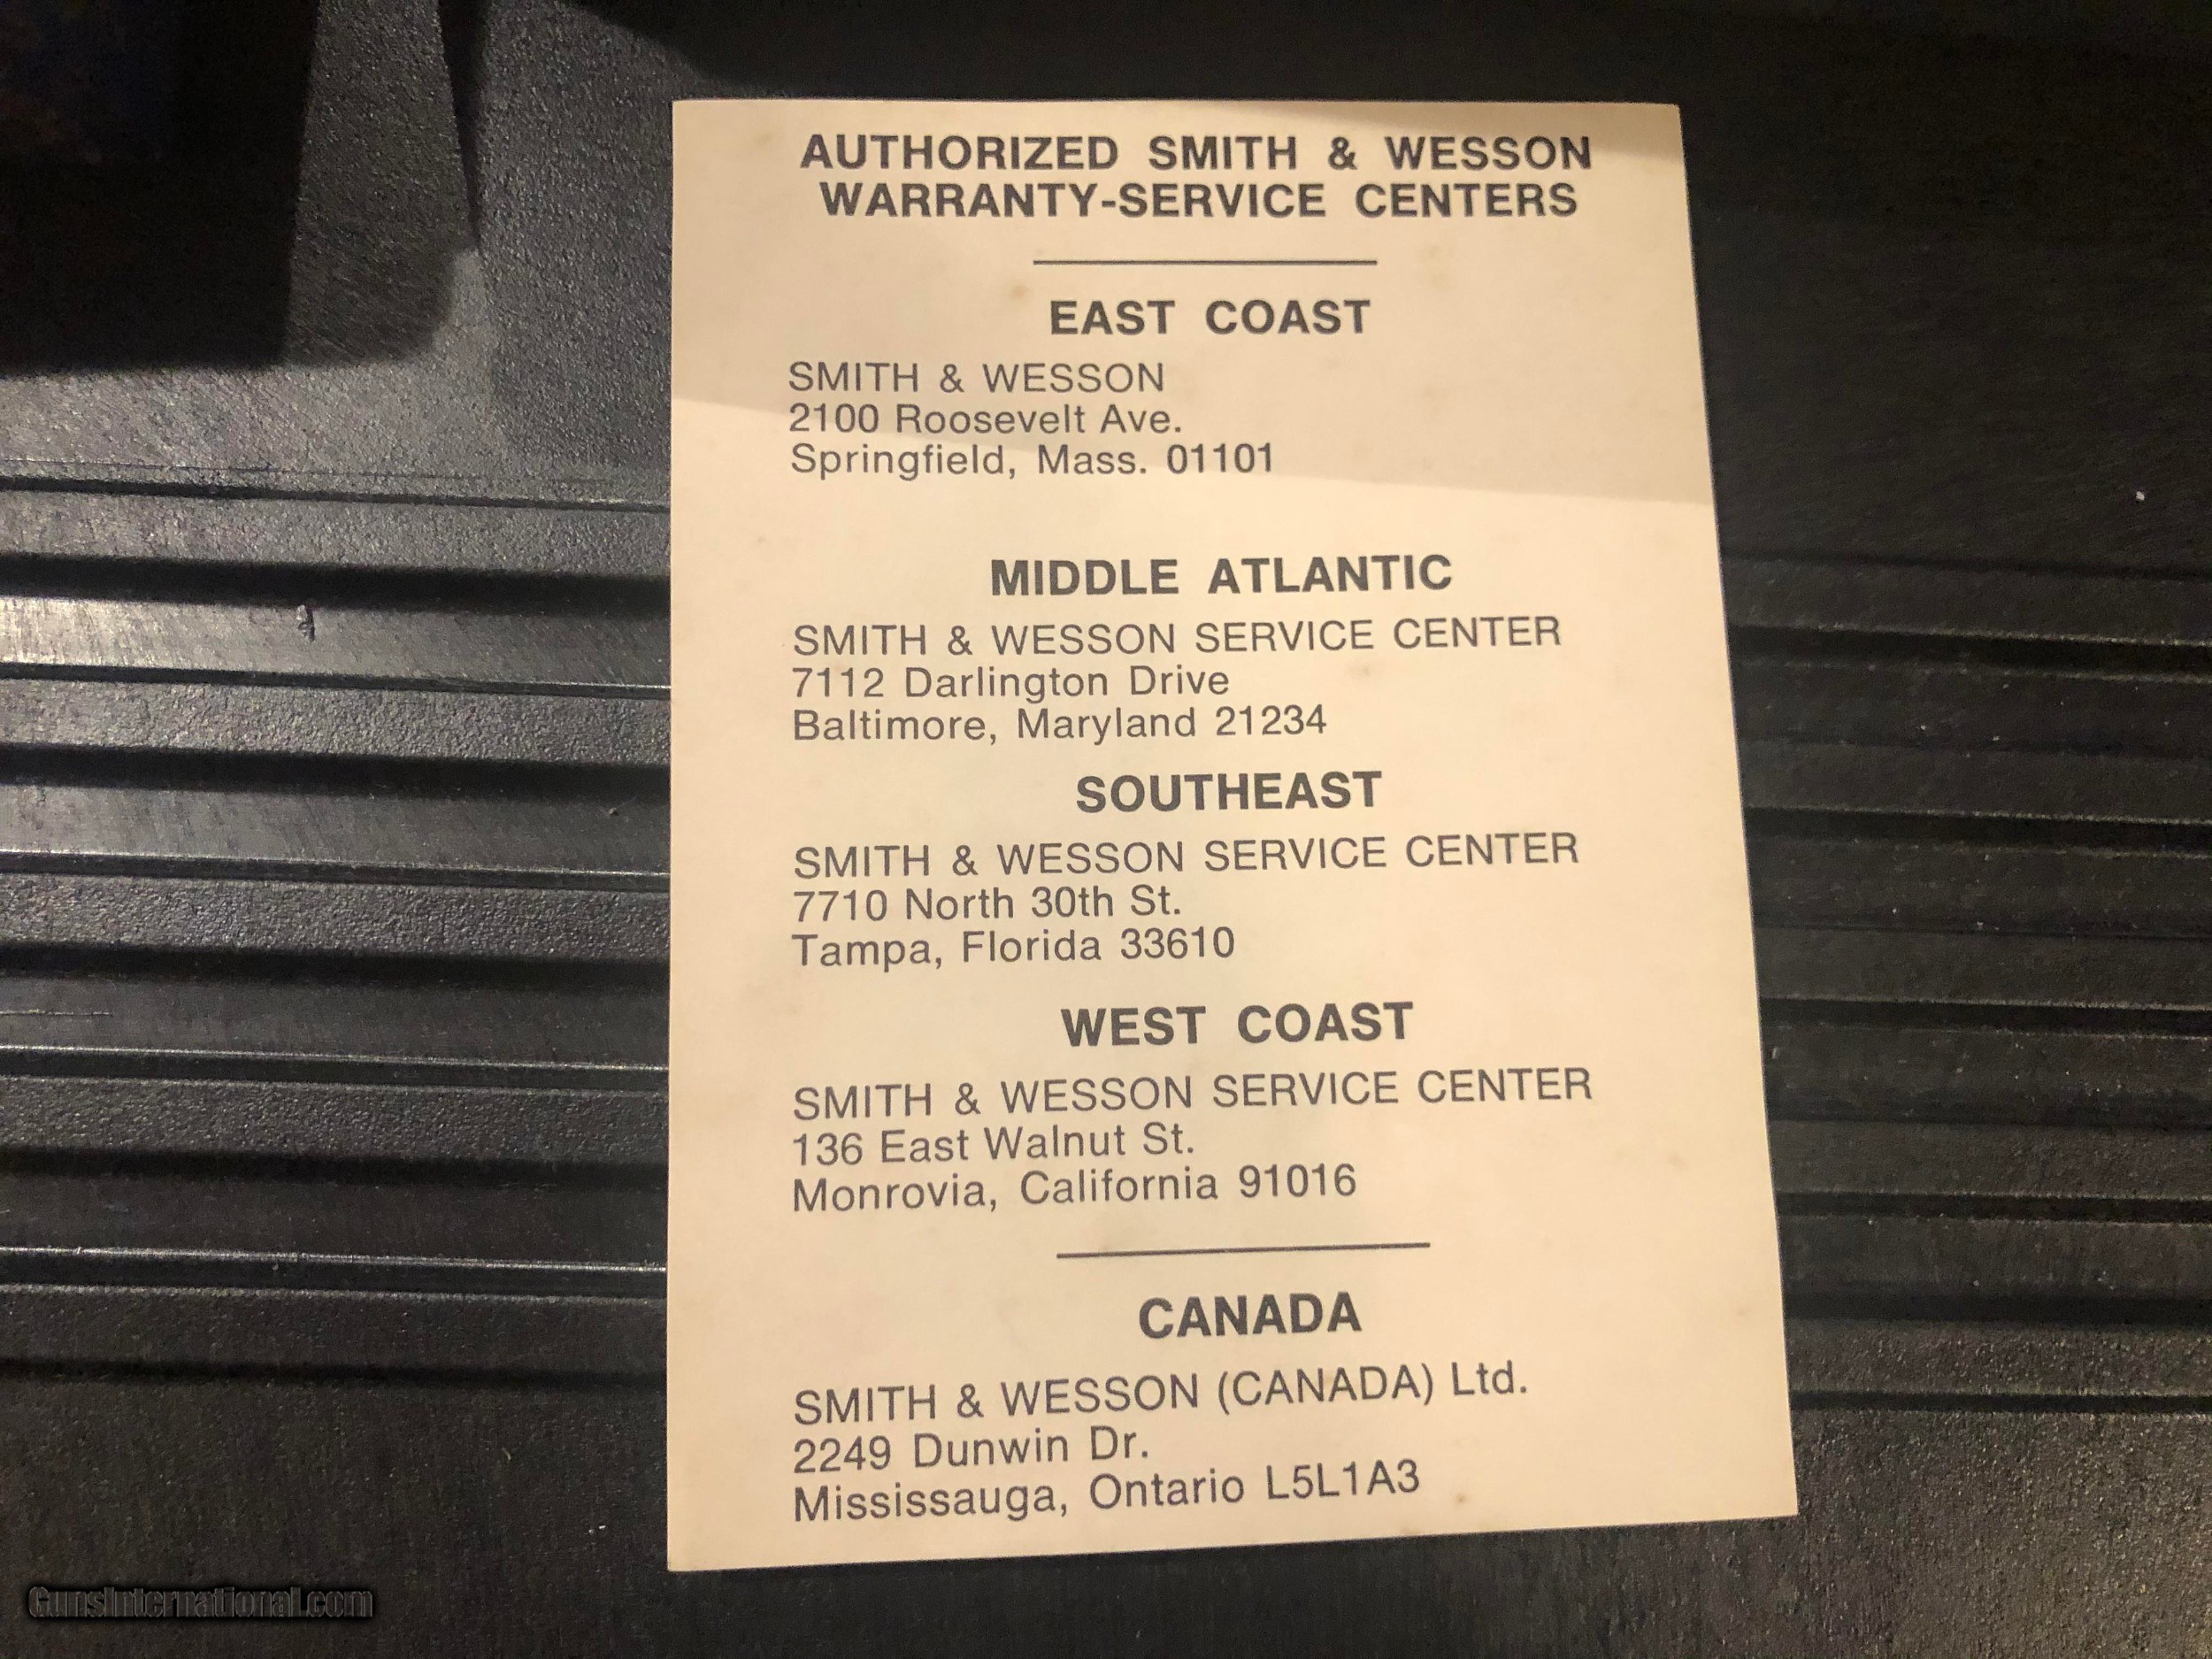 AUTHORIZED SMITH & WESSON
WARRANTY-SERVICE CENTERS
EAST COAST
SMITH & WESSON
2100 Roosevelt Ave.
Springfield, Mass. 01101
MIDDLE ATLANTIC
SMITH & WESSON SERVICE CENTER
7112 Darlington Drive
Baltimore, Maryland 21234
SOUTHEAST
SMITH & WESSON SERVICE CENTER
7710 North 30th St.
Tampa, Florida 33610
WEST COAST
SMITH & WESSON SERVICE CENTER
136 East Walnut St.
Monrovia, California 91016
CANADA
SMITH & WESSON (CANADA) Ltd.
2249 Dunwin Dr.
Mississauga, Ontario L5L1A3
GunsInternational.com